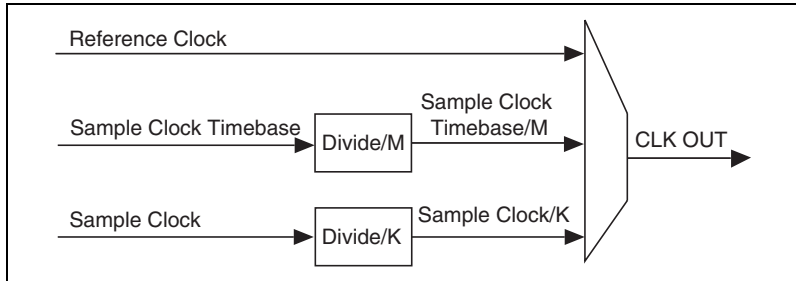 Reference Clock
Sample Clock Timebase
Divide/M
Sample Clock
Timebase/M
CLK OUT
Sample Clock
Divide/K
Sample Clock/K